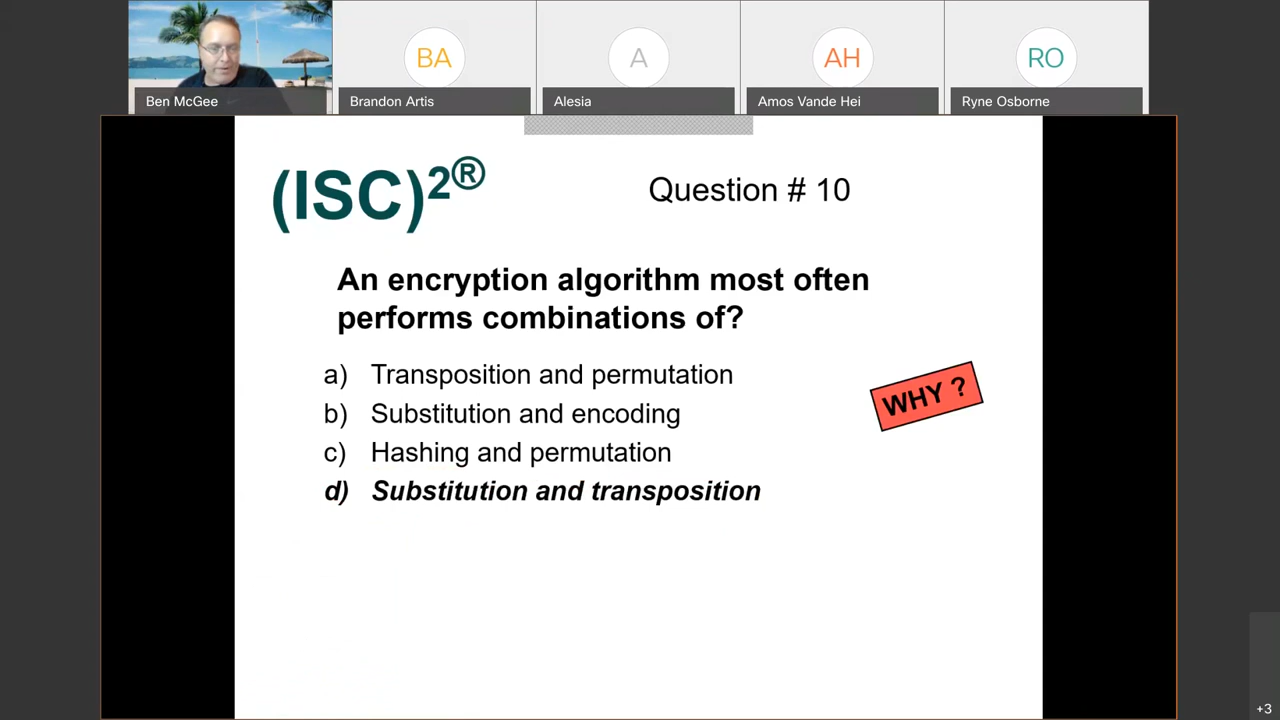 BA
A
AH
RO
Ben McGee
Brandon Artis
Alesia
Amos Vande Hei
Ryne Osborne
(ISC)²®
Question # 10
An encryption algorithm most often
performs combinations of?
a) Transposition and permutation
b) Substitution and encoding
c) Hashing and permutation
d) Substitution and transposition
WHY ?
+3